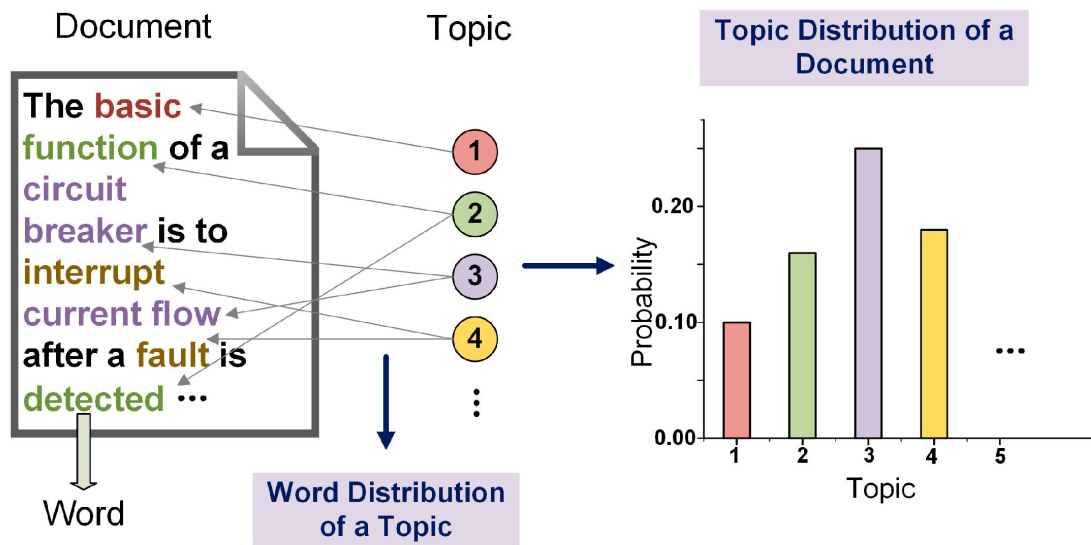 Document
The basic
function of a
circuit
breaker is to
interrupt
current flow
after a fault is
detected ...
Word
Topic
1
2
3
4
...
Word Distribution
of a Topic
Topic Distribution of a
Document
Probability
0.20
0.10
0.00
...
1 2 3 4 5
Topic